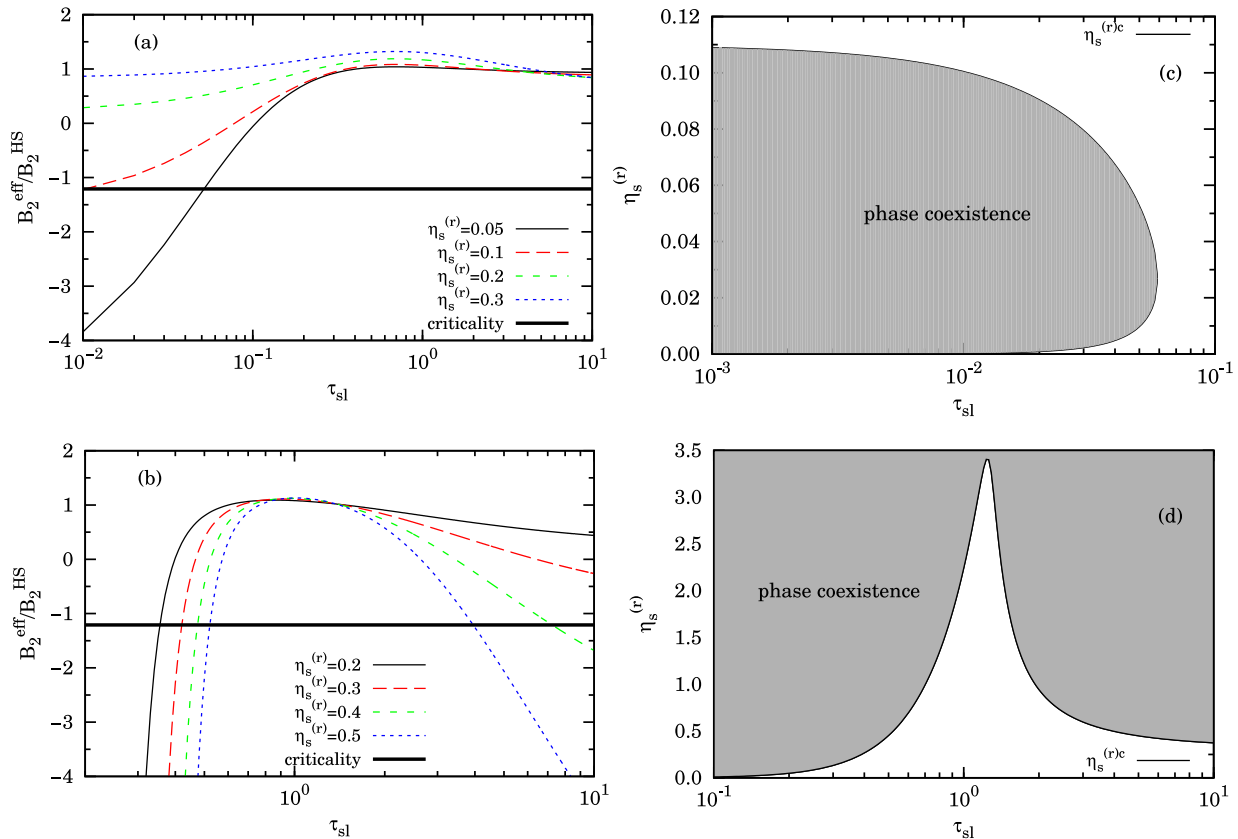 (a)
B₂ᵉᶠᶠ/B₂ᴴˢ
2
1
0
−1
−2
−3
−4
ηₛ⁽ʳ⁾=0.05
ηₛ⁽ʳ⁾=0.1
ηₛ⁽ʳ⁾=0.2
ηₛ⁽ʳ⁾=0.3
criticality
10⁻² 10⁻¹ 10⁰ 10¹
τ_sl
(c)
ηₛ⁽ʳ⁾ᶜ
ηₛ⁽ʳ⁾
0.12
0.10
0.08
0.06
0.04
0.02
0.00
phase coexistence
10⁻³ 10⁻² 10⁻¹
τ_sl
(b)
B₂ᵉᶠᶠ/B₂ᴴˢ
2
1
0
−1
−2
−3
−4
ηₛ⁽ʳ⁾=0.2
ηₛ⁽ʳ⁾=0.3
ηₛ⁽ʳ⁾=0.4
ηₛ⁽ʳ⁾=0.5
criticality
10⁰ 10¹
τ_sl
(d)
ηₛ⁽ʳ⁾
3.5
3.0
2.5
2.0
1.5
1.0
0.5
0.0
phase coexistence
ηₛ⁽ʳ⁾ᶜ
10⁻¹ 10⁰ 10¹
τ_sl